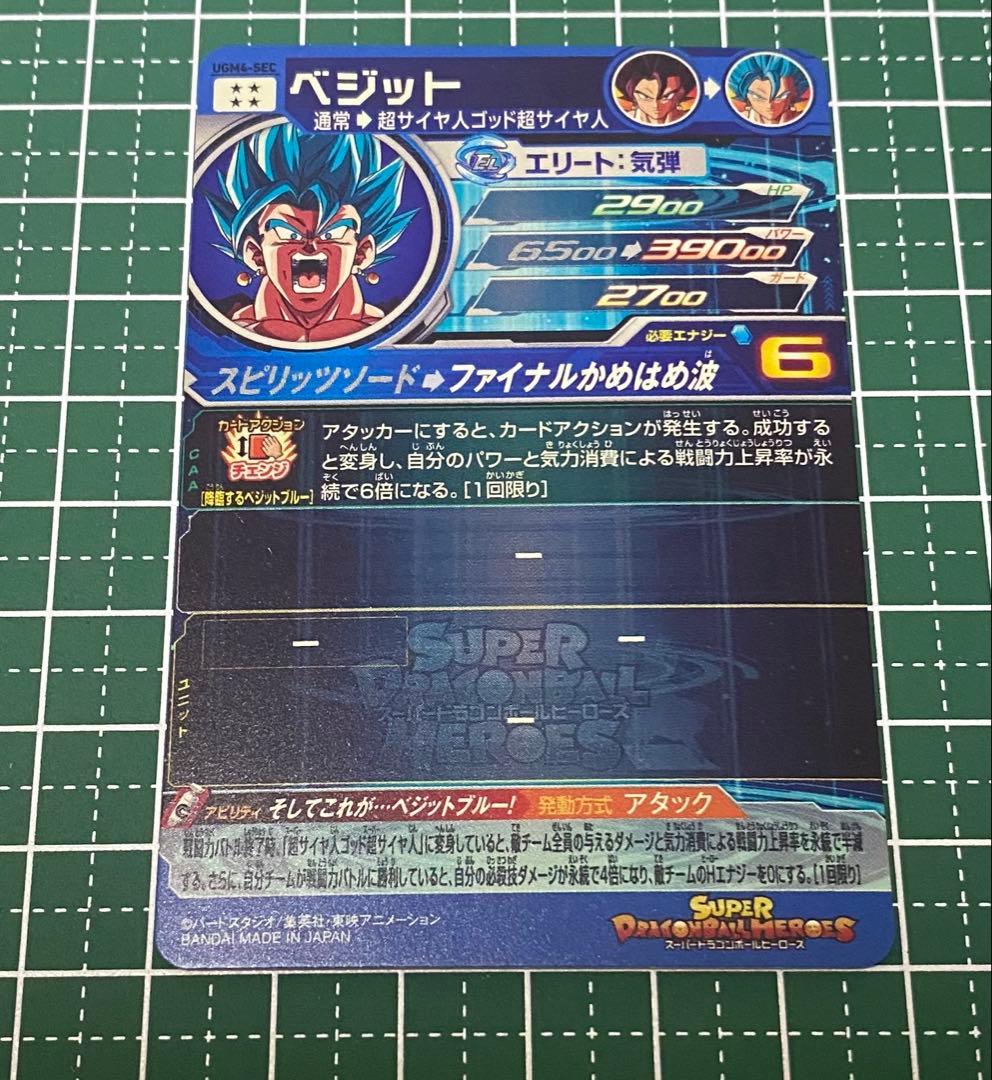 UGM4-SEC
ベジット
通常➡超サイヤ人ゴッド超サイヤ人
EL エリート：気弾
HP
2900
パワー
6500➡39000
ガード
2700
必要エナジー 6
スピリッツソード➡ファイナルかめはめ波
CAA
カードアクション
チェンジ
[降臨するベジットブルー]
アタッカーにすると、カードアクションが発生する。成功する
と変身し、自分のパワーと気力消費による戦闘力上昇率が永
続で6倍になる。[1回限り]
ー
ユニット
ー ー
ー
SUPER
DRAGONBALL
スーパードラゴンボールヒーローズ
HEROES
アビリティ そしてこれが…ベジットブルー! 発動方式 アタック
戦闘力バトル終了時、「超サイヤ人ゴッド超サイヤ人」に変身していると、敵チーム全員の与えるダメージと気力消費による戦闘力上昇率を永続で半減
する。さらに、自分チームが戦闘力バトルに勝利していると、自分の必殺技ダメージが永続で4倍になり、敵チームのHエナジーを0にする。[1回限り]
©バードスタジオ/集英社・東映アニメーション
BANDAI MADE IN JAPAN
SUPER
DRAGONBALL HEROES
スーパードラゴンボールヒーローズ